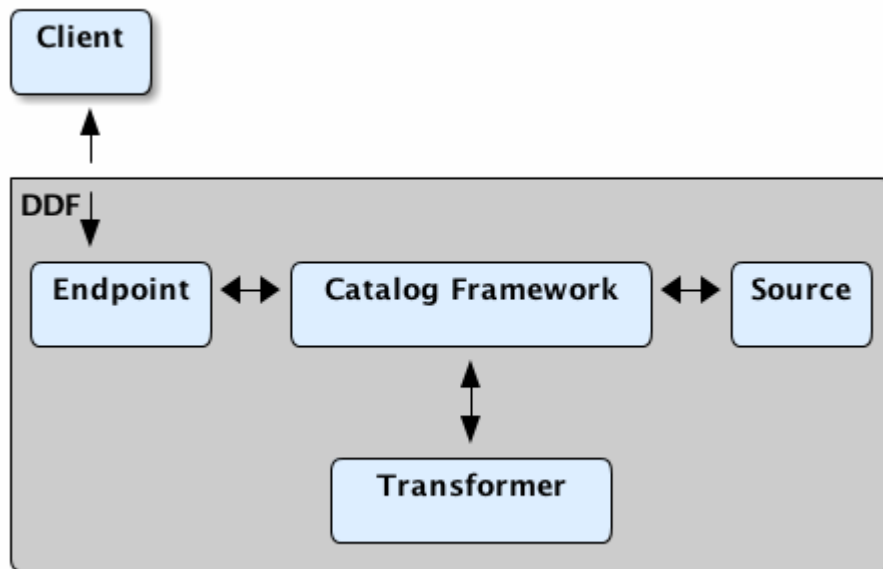 Client
DDF
Endpoint
Catalog Framework
Source
Transformer